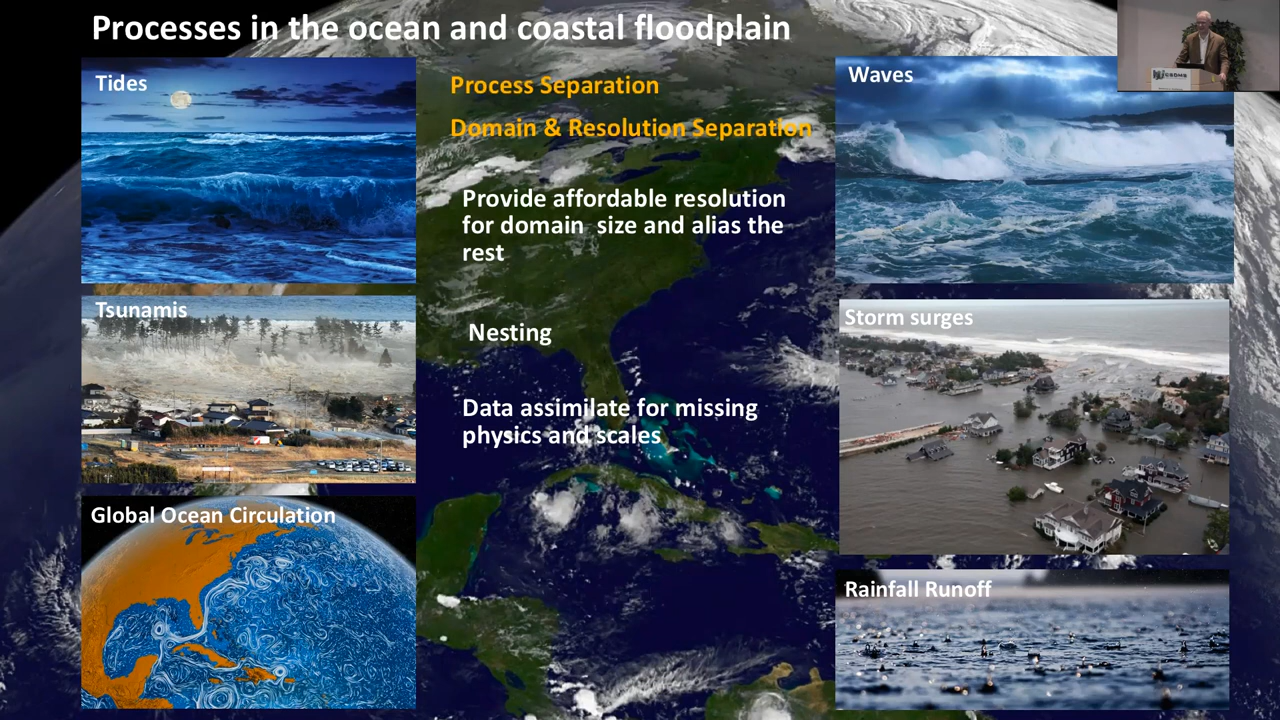 Processes in the ocean and coastal floodplain
Tides
Process Separation
Domain & Resolution Separation
Waves
Provide affordable resolution
for domain size and alias the
rest
Tsunamis
Nesting
Storm surges
Data assimilate for missing
physics and scales
Global Ocean Circulation
Rainfall Runoff
CSDMS